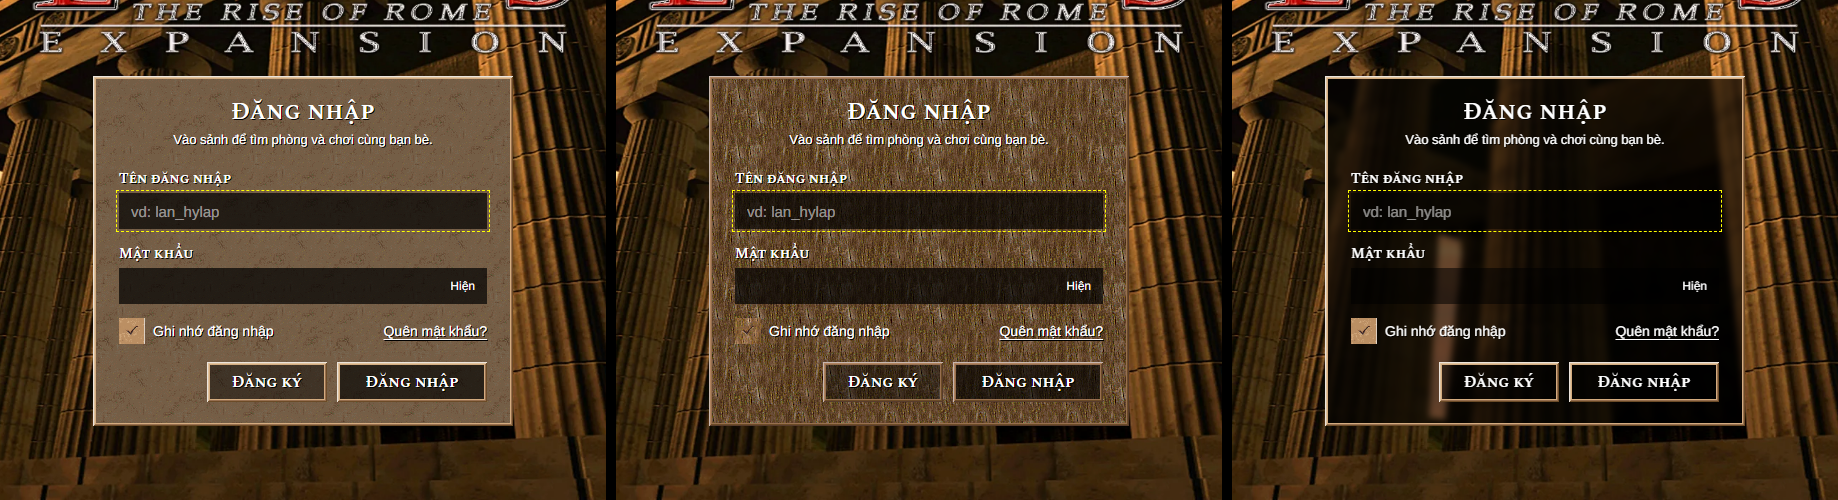 THE RISE OF ROME
EXPANSION
ĐĂNG NHẬP
Vào sảnh để tìm phòng và chơi cùng bạn bè.
TÊN ĐĂNG NHẬP
vd: lan_hylap
MẬT KHẨU
Hiện
Ghi nhớ đăng nhập
Quên mật khẩu?
ĐĂNG KÝ
ĐĂNG NHẬP
THE RISE OF ROME
EXPANSION
ĐĂNG NHẬP
Vào sảnh để tìm phòng và chơi cùng bạn bè.
TÊN ĐĂNG NHẬP
vd: lan_hylap
MẬT KHẨU
Hiện
Ghi nhớ đăng nhập
Quên mật khẩu?
ĐĂNG KÝ
ĐĂNG NHẬP
THE RISE OF ROME
EXPANSION
ĐĂNG NHẬP
Vào sảnh để tìm phòng và chơi cùng bạn bè.
TÊN ĐĂNG NHẬP
vd: lan_hylap
MẬT KHẨU
Hiện
Ghi nhớ đăng nhập
Quên mật khẩu?
ĐĂNG KÝ
ĐĂNG NHẬP